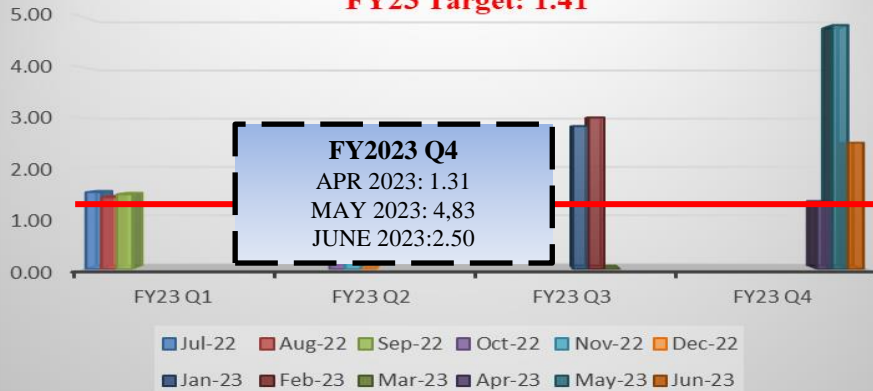 FY23 Target: 1.41
5.00
4.00
3.00
2.00
1.00
0.00
FY2023 Q4
APR 2023: 1.31
MAY 2023: 4,83
JUNE 2023:2.50
FY23 Q1 FY23 Q2 FY23 Q3 FY23 Q4
Jul-22 Aug-22 Sep-22 Oct-22 Nov-22 Dec-22
Jan-23 Feb-23 Mar-23 Apr-23 May-23 Jun-23